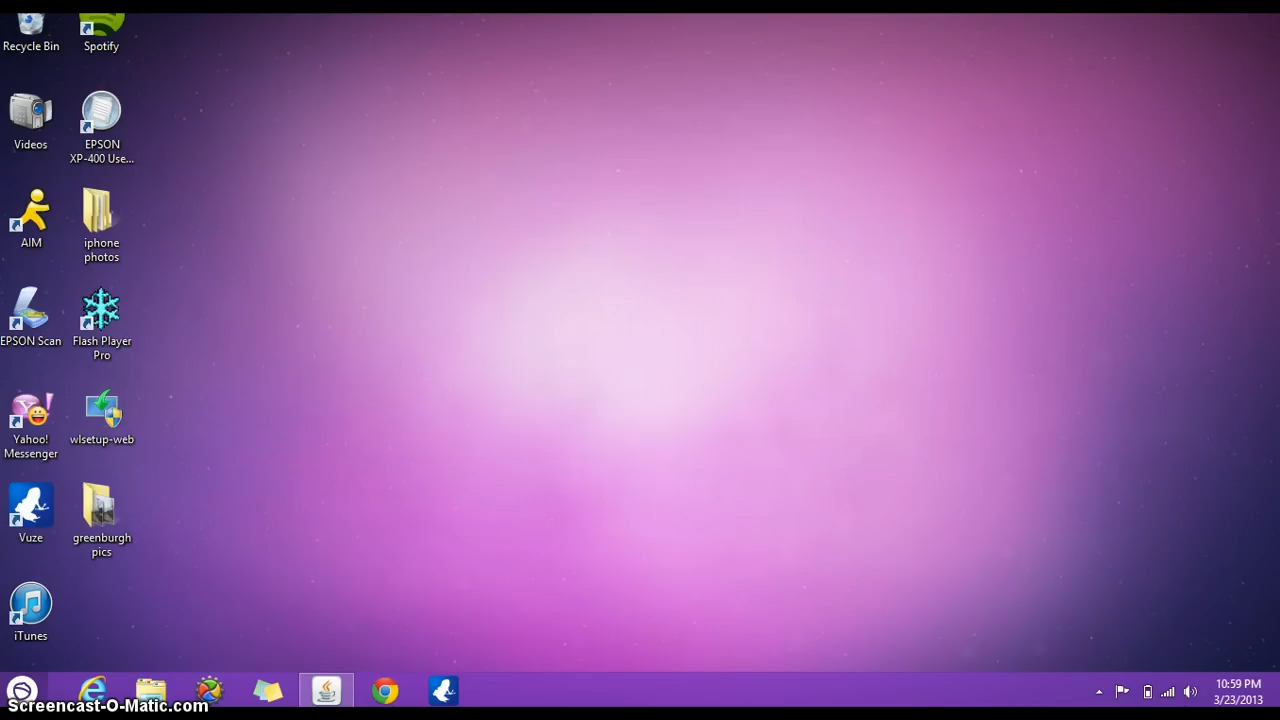 Recycle Bin
Spotify
Videos
EPSON
XP-400 Use...
AIM
iphone
photos
EPSON Scan
Flash Player
Pro
Yahoo!
Messenger
wlsetup-web
Vuze
greenburgh
pics
iTunes
Screencast-O-Matic.com
10:59 PM
3/23/2013